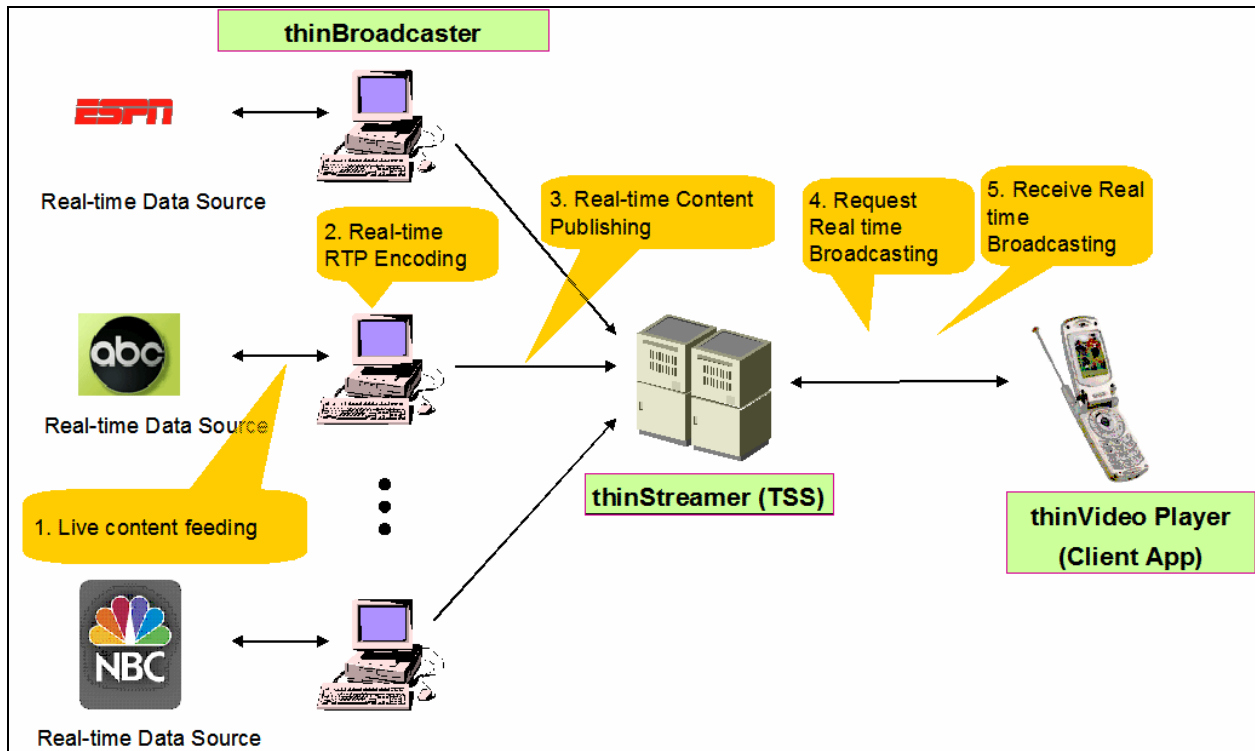 thinBroadcaster
ESPN
Real-time Data Source
2. Real-time
RTP Encoding
3. Real-time Content
Publishing
4. Request
Real time
Broadcasting
5. Receive Real
time
Broadcasting
abc
Real-time Data Source
1. Live content feeding
thinStreamer (TSS)
thinVideo Player
(Client App)
NBC
Real-time Data Source